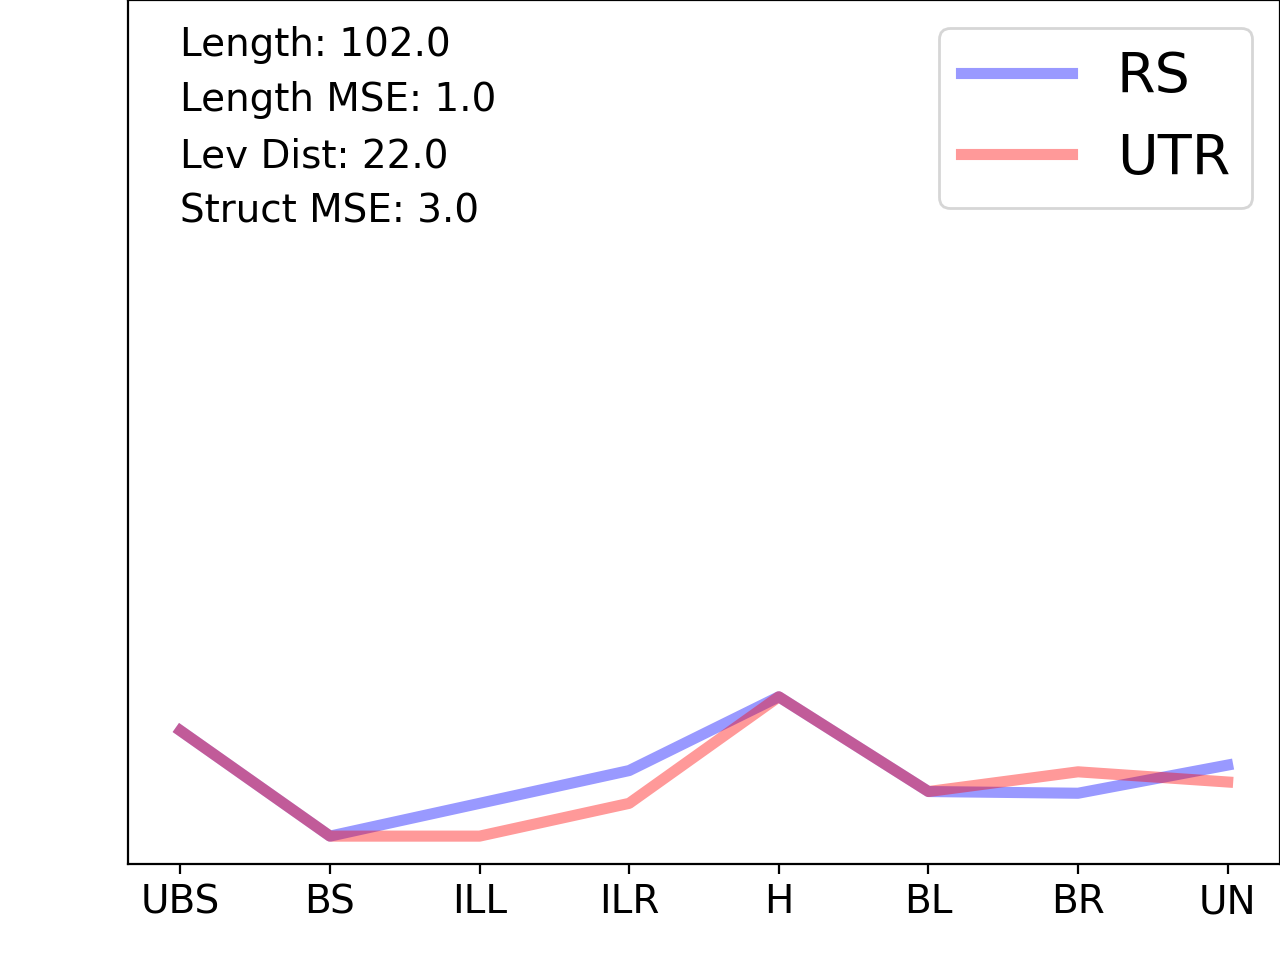 Length: 102.0
Length MSE: 1.0
Lev Dist: 22.0
Struct MSE: 3.0
RS
UTR
UBS BS ILL ILR H BL BR UN